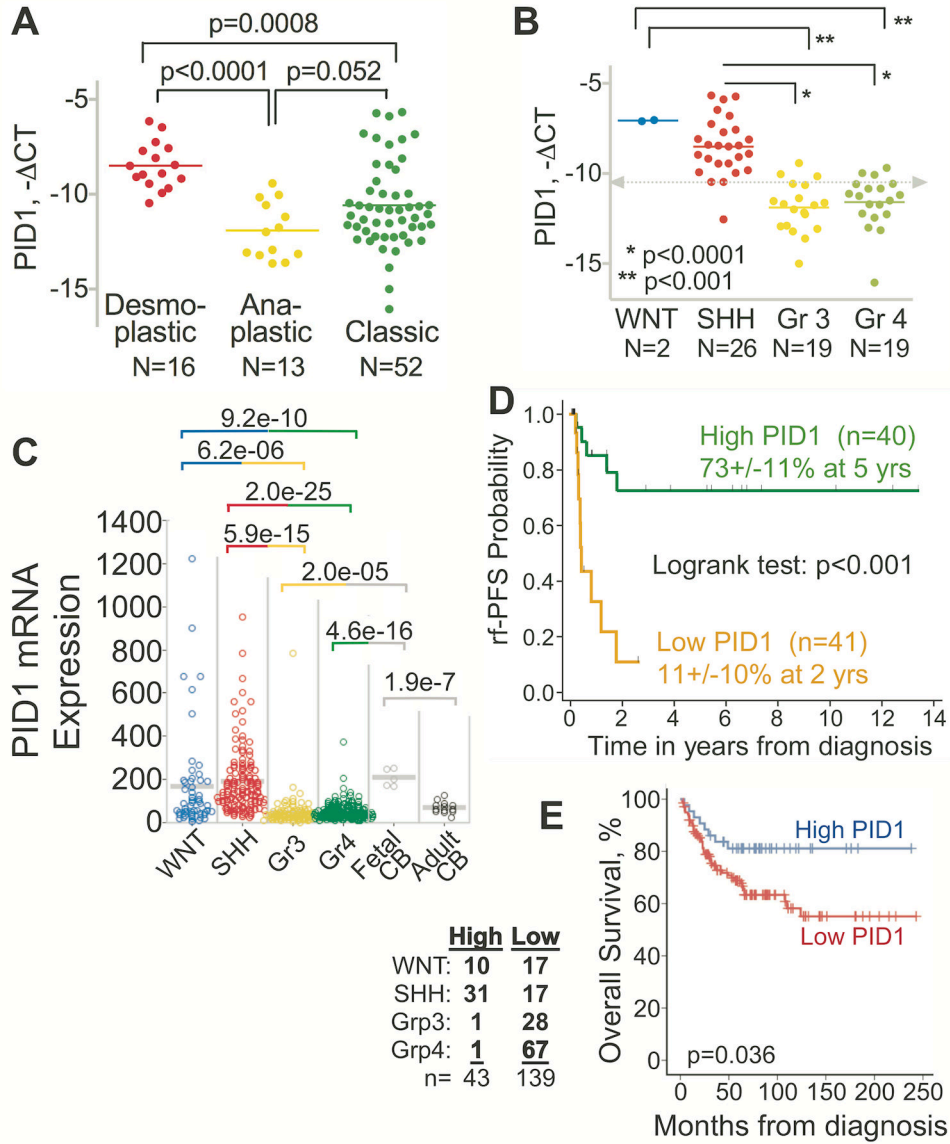 A
p=0.0008
p<0.0001
p=0.052
PID1, -ΔCT
-5
-10
-15
Desmo-
plastic
N=16
Ana-
plastic
N=13
Classic
N=52
B
**
**
*
*
PID1, -ΔCT
-5
-10
-15
* p<0.0001
** p<0.001
WNT
SHH
Gr 3
Gr 4
N=2
N=26
N=19
N=19
C
9.2e-10
6.2e-06
2.0e-25
5.9e-15
2.0e-05
4.6e-16
1.9e-7
PID1 mRNA
Expression
1400
1200
1000
800
600
400
200
0
WNT
SHH
Gr3
Gr4
Fetal
CB
Adult
CB
High Low
WNT: 10 17
SHH: 31 17
Grp3: 1 28
Grp4: 1 67
n= 43 139
D
rf-PFS Probability
1.0
0.8
0.6
0.4
0.2
0.0
High PID1 (n=40)
73+/-11% at 5 yrs
Logrank test: p<0.001
Low PID1 (n=41)
11+/-10% at 2 yrs
0 2 4 6 8 10 12 14
Time in years from diagnosis
E
Overall Survival, %
100
80
60
40
20
0
High PID1
Low PID1
p=0.036
0 50 100 150 200 250
Months from diagnosis